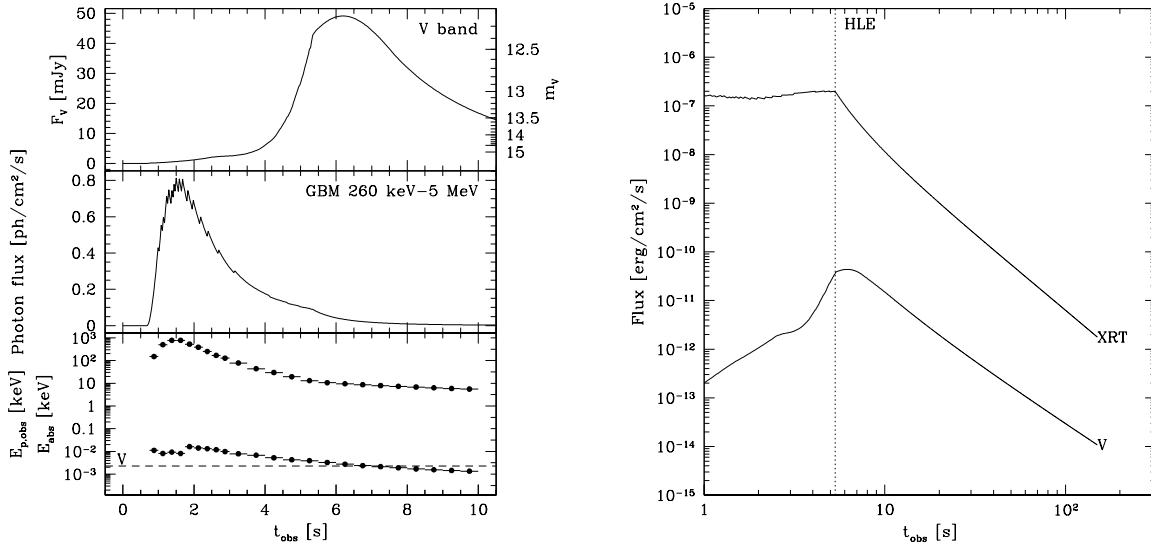 V band
F_ν [mJy]
50
40
30
20
10
0
12.5
13
13.5
14
15
m_V
GBM 260 keV−5 MeV
Photon flux [ph/cm²/s]
0.8
0.6
0.4
0.2
0
E_p,obs [keV]
E_abs [keV]
10³
10²
10
1
0.1
10⁻²
10⁻³
V
0 2 4 6 8 10
t_obs [s]
HLE
Flux [erg/cm²/s]
10⁻⁵
10⁻⁶
10⁻⁷
10⁻⁸
10⁻⁹
10⁻¹⁰
10⁻¹¹
10⁻¹²
10⁻¹³
10⁻¹⁴
10⁻¹⁵
XRT
V
1 10 10²
t_obs [s]